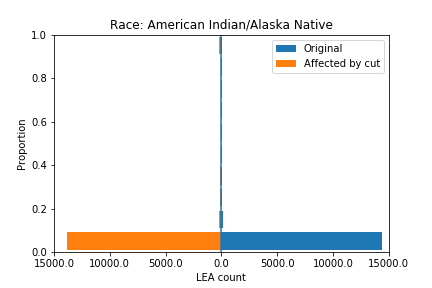 Race: American Indian/Alaska Native
1.0
0.8
0.6
0.4
0.2
0.0
Proportion
Original
Affected by cut
15000.0 10000.0 5000.0 0.0 5000.0 10000.0 15000.0
LEA count